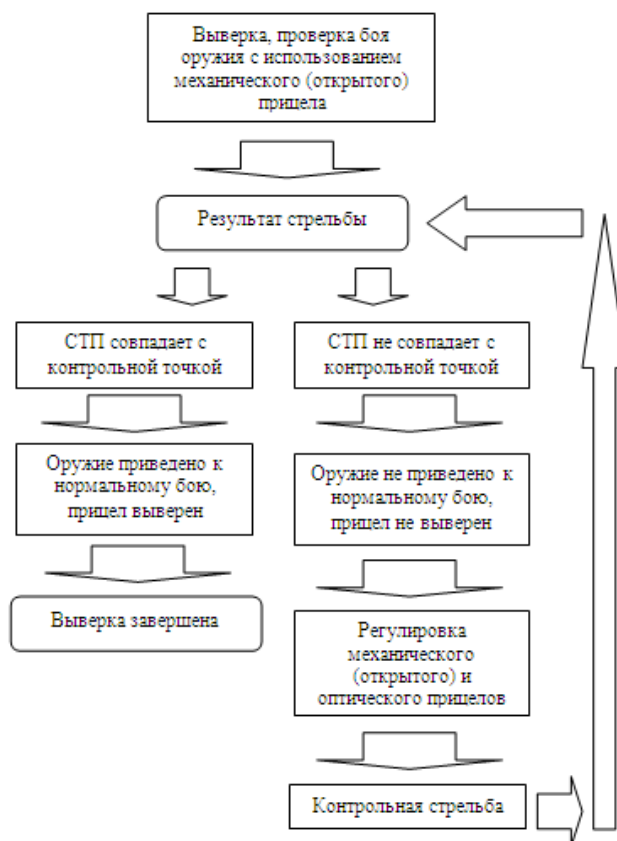 Выверка, проверка боя
оружия с использованием
механического (открытого)
прицела
Результат стрельбы
СТП совпадает с
контрольной точкой
СТП не совпадает с
контрольной точкой
Оружие приведено к
нормальному бою,
прицел выверен
Оружие не приведено к
нормальному бою,
прицел не выверен
Выверка завершена
Регулировка
механического
(открытого) и
оптического прицелов
Контрольная стрельба